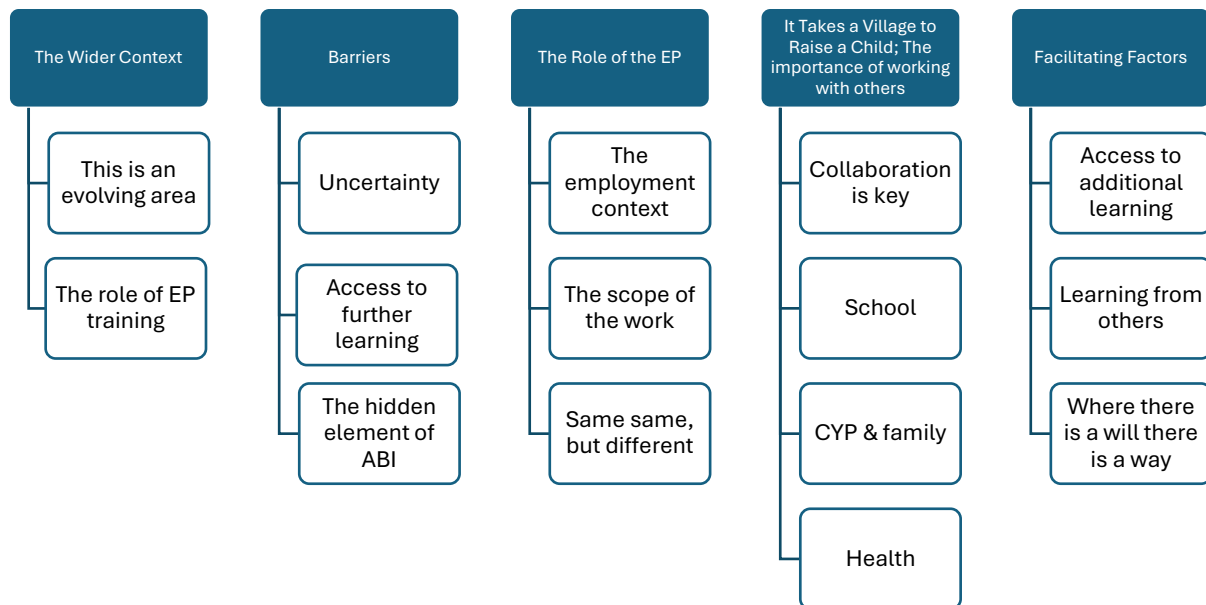 The Wider Context
This is an
evolving area
The role of EP
training
Barriers
Uncertainty
Access to
further
learning
The hidden
element of
ABI
The Role of the EP
The
employment
context
The scope of
the work
Same same,
but different
It Takes a Village to
Raise a Child; The
importance of working
with others
Collaboration
is key
School
CYP & family
Health
Facilitating Factors
Access to
additional
learning
Learning from
others
Where there
is a will there
is a way